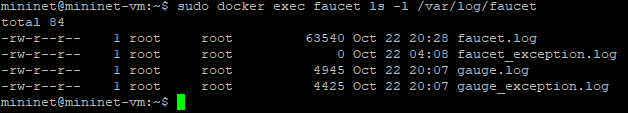 mininet@mininet-vm:~$ sudo docker exec faucet ls -l /var/log/faucet
total 84
-rw-r--r--    1 root     root         63540 Oct 22 20:28 faucet.log
-rw-r--r--    1 root     root             0 Oct 22 04:08 faucet_exception.log
-rw-r--r--    1 root     root          4945 Oct 22 20:07 gauge.log
-rw-r--r--    1 root     root          4425 Oct 22 20:07 gauge_exception.log
mininet@mininet-vm:~$